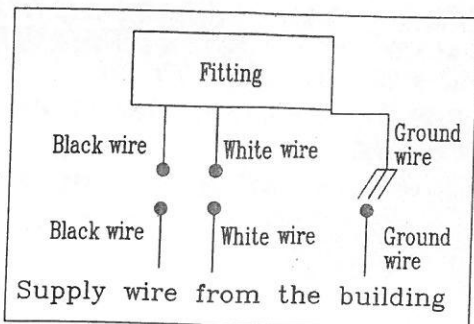 Fitting
Black wire
White wire
Ground
wire
Black wire
White wire
Ground
wire
Supply wire from the building